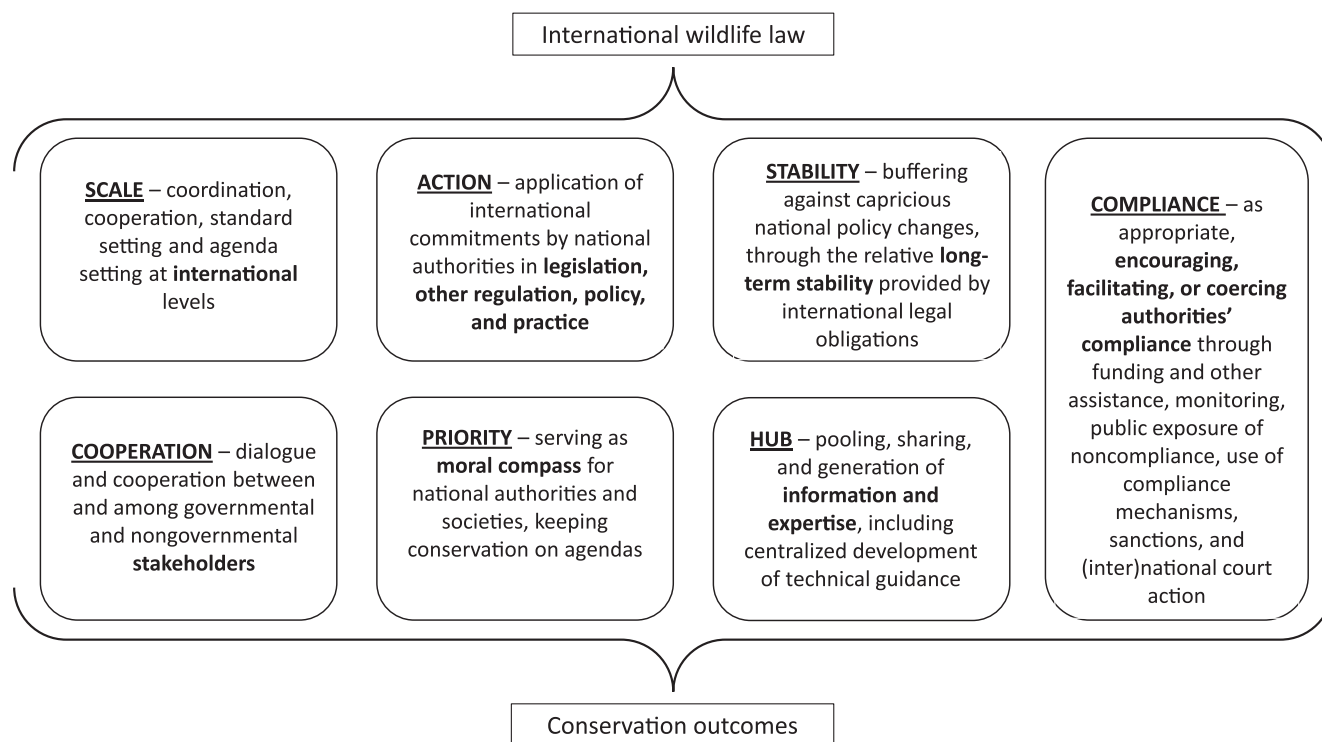 International wildlife law
SCALE – coordination,
cooperation, standard
setting and agenda
setting at international
levels
ACTION – application of
international
commitments by national
authorities in legislation,
other regulation, policy,
and practice
STABILITY – buffering
against capricious
national policy changes,
through the relative long-
term stability provided by
international legal
obligations
COMPLIANCE – as
appropriate,
encouraging,
facilitating, or coercing
authorities’
compliance through
funding and other
assistance, monitoring,
public exposure of
noncompliance, use of
compliance
mechanisms,
sanctions, and
(inter)national court
action
COOPERATION – dialogue
and cooperation between
and among governmental
and nongovernmental
stakeholders
PRIORITY – serving as
moral compass for
national authorities and
societies, keeping
conservation on agendas
HUB – pooling, sharing,
and generation of
information and
expertise, including
centralized development
of technical guidance
Conservation outcomes